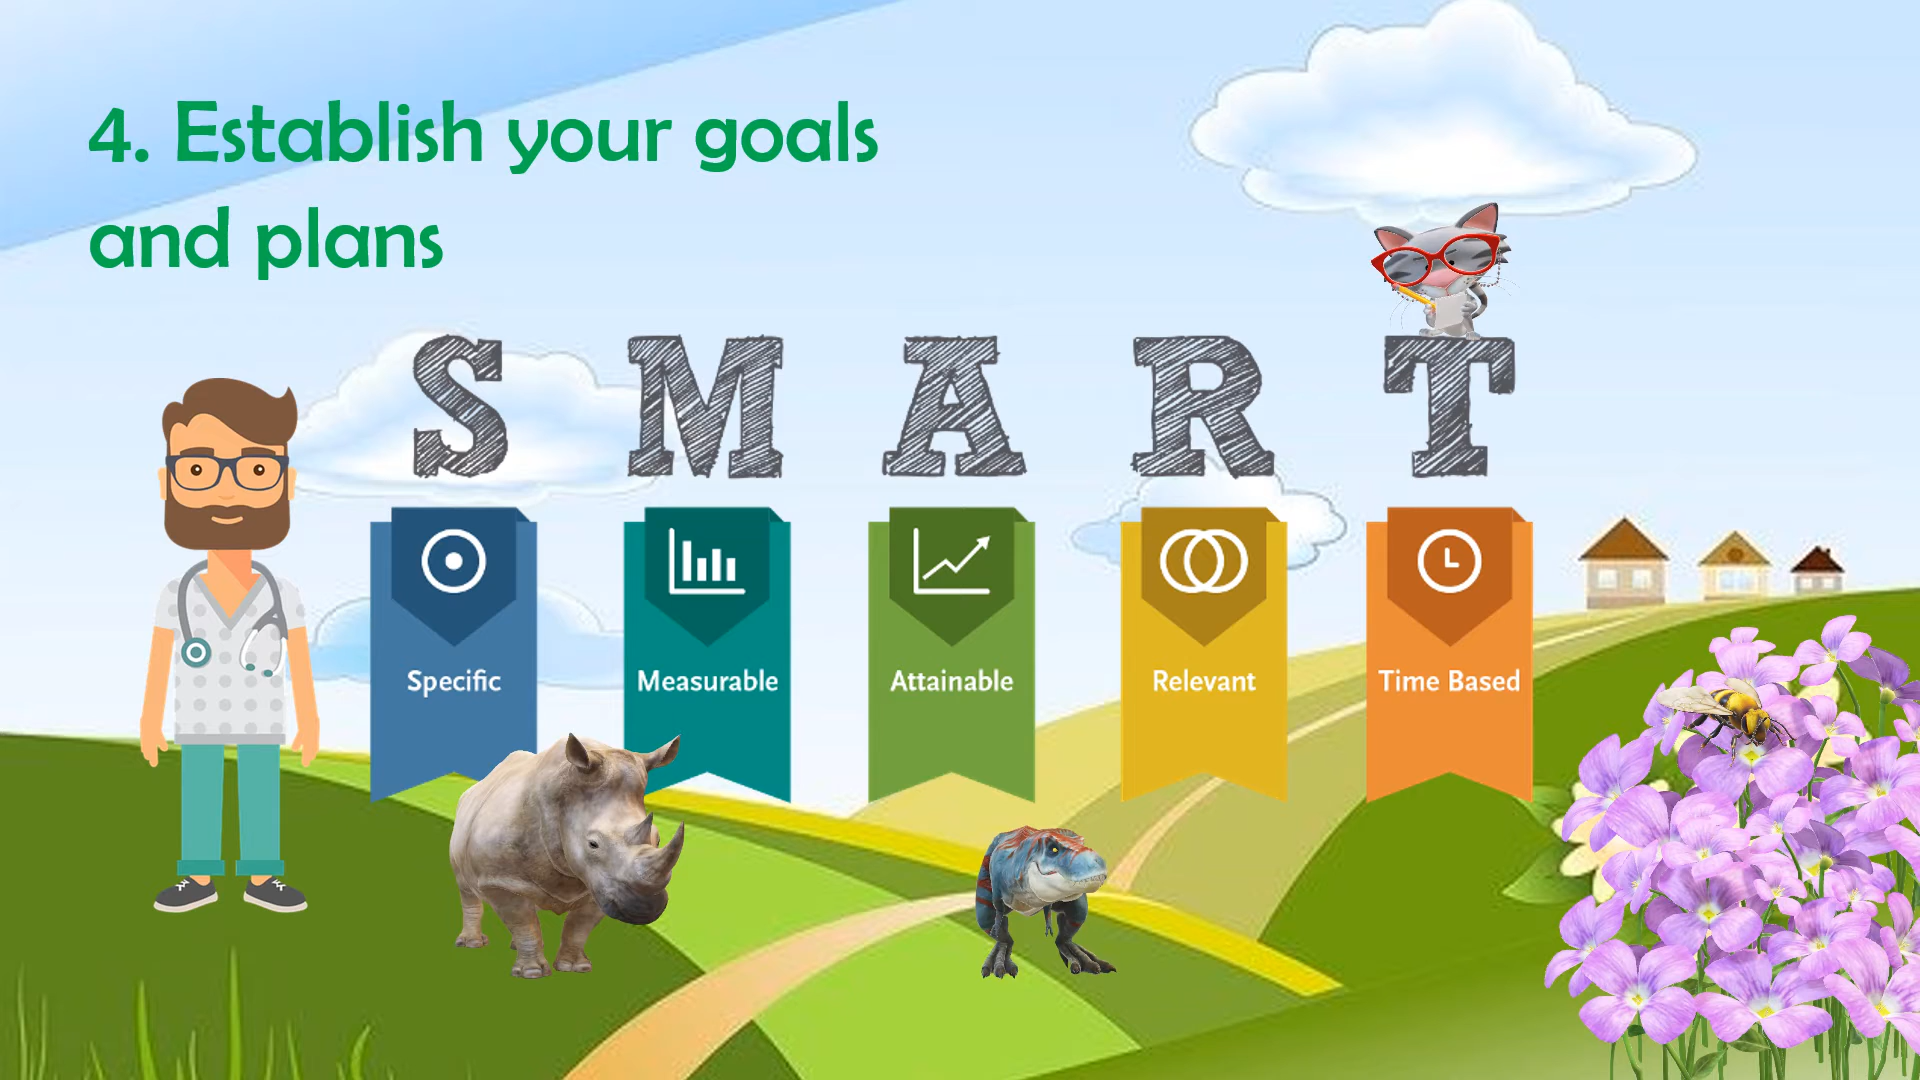 4. Establish your goals
and plans
S M A R T
Specific
Measurable
Attainable
Relevant
Time Based